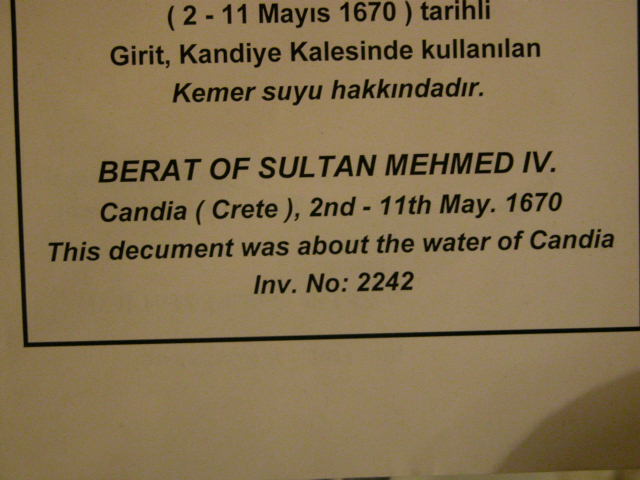 ( 2 - 11 Mayıs 1670 ) tarihli
Girit, Kandiye Kalesinde kullanılan
Kemer suyu hakkındadır.
BERAT OF SULTAN MEHMED IV.
Candia ( Crete ), 2nd - 11th May. 1670
This decument was about the water of Candia
Inv. No: 2242